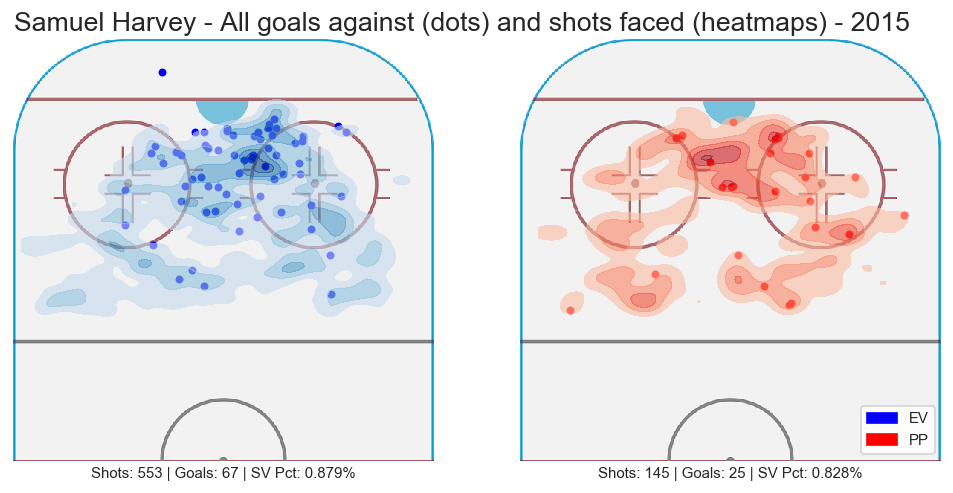 Samuel Harvey - All goals against (dots) and shots faced (heatmaps) - 2015
EV
PP
Shots: 553 | Goals: 67 | SV Pct: 0.879%
Shots: 145 | Goals: 25 | SV Pct: 0.828%